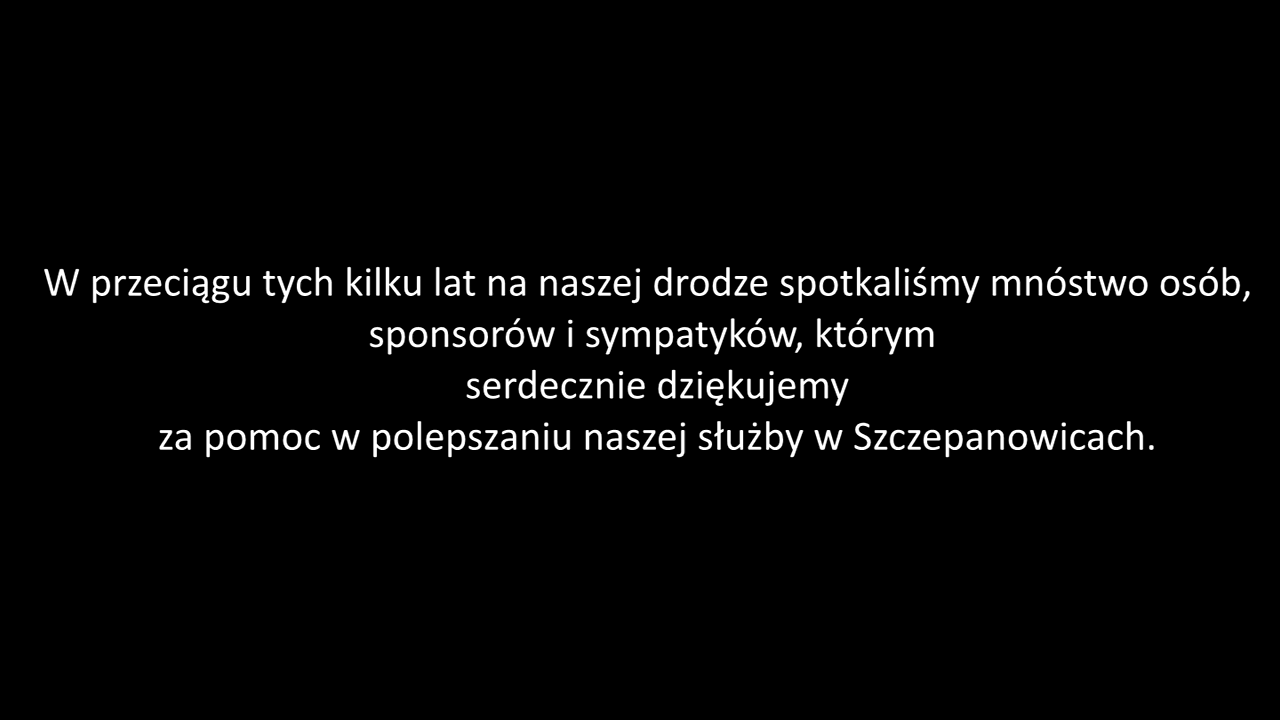 W przeciągu tych kilku lat na naszej drodze spotkaliśmy mnóstwo osób,
sponsorów i sympatyków, którym
serdecznie dziękujemy
za pomoc w polepszaniu naszej służby w Szczepanowicach.